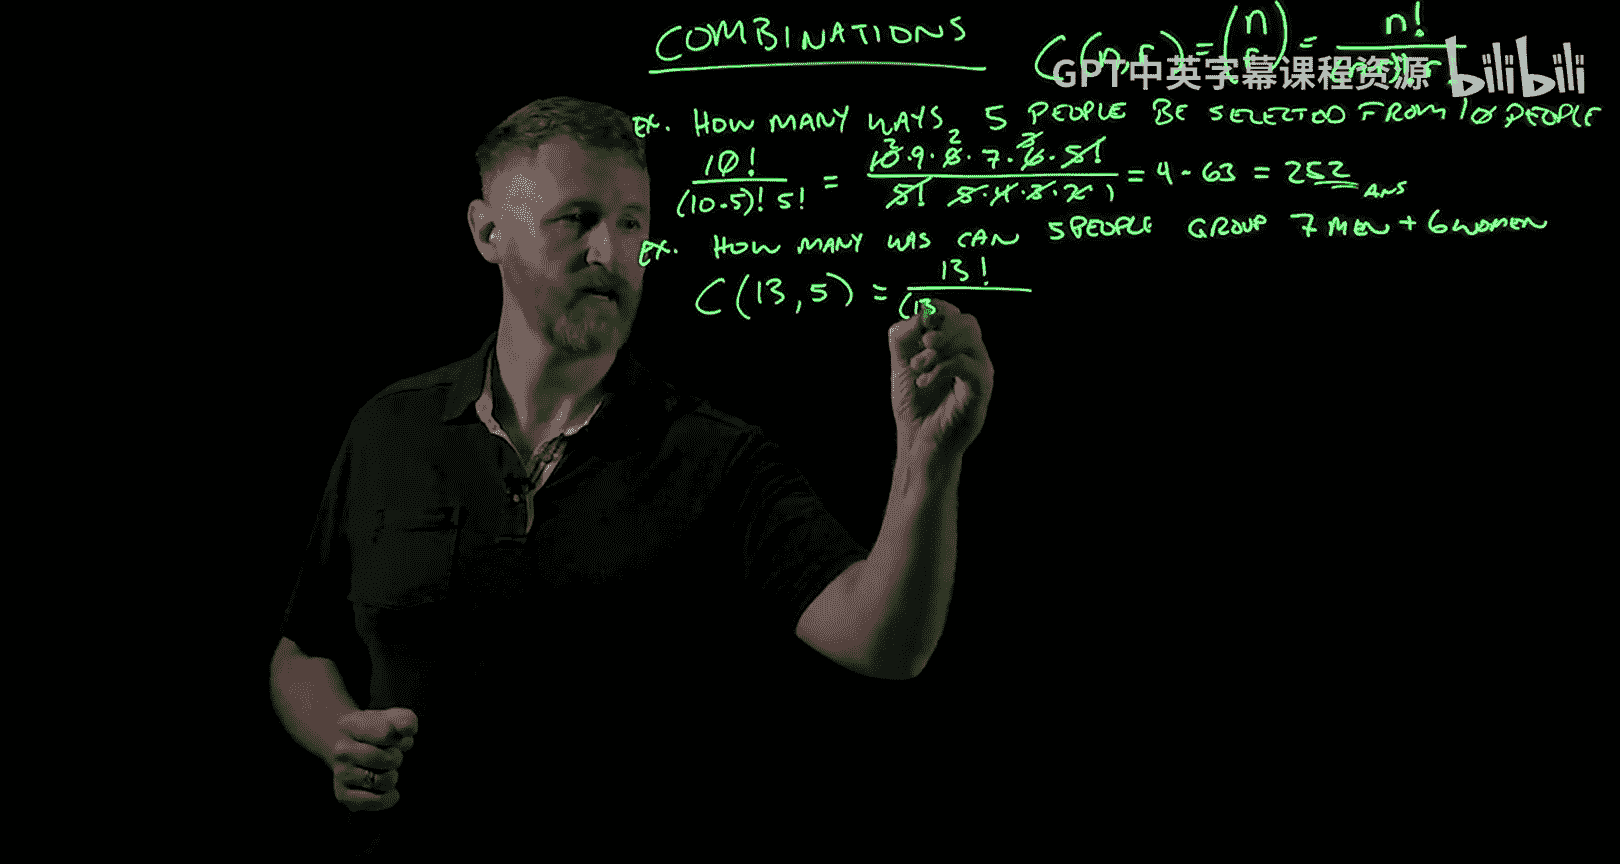 COMBINATIONS C(n,r) = (n r) = n!
GPT中英字幕课程资源 bilibili
EX. HOW MANY WAYS, 5 PEOPLE BE SELECTED FROM 10 PEOPLE
10! / (10-5)! 5! = 10·9·8·7·6·5! / 5! 5·4·3·2·1 = 4 · 63 = 252 ANS
2 2 2
EX. HOW MANY WAS CAN 5 PEOPLE GROUP 7 MEN + 6 WOMEN
C(13,5) = 13! / (13